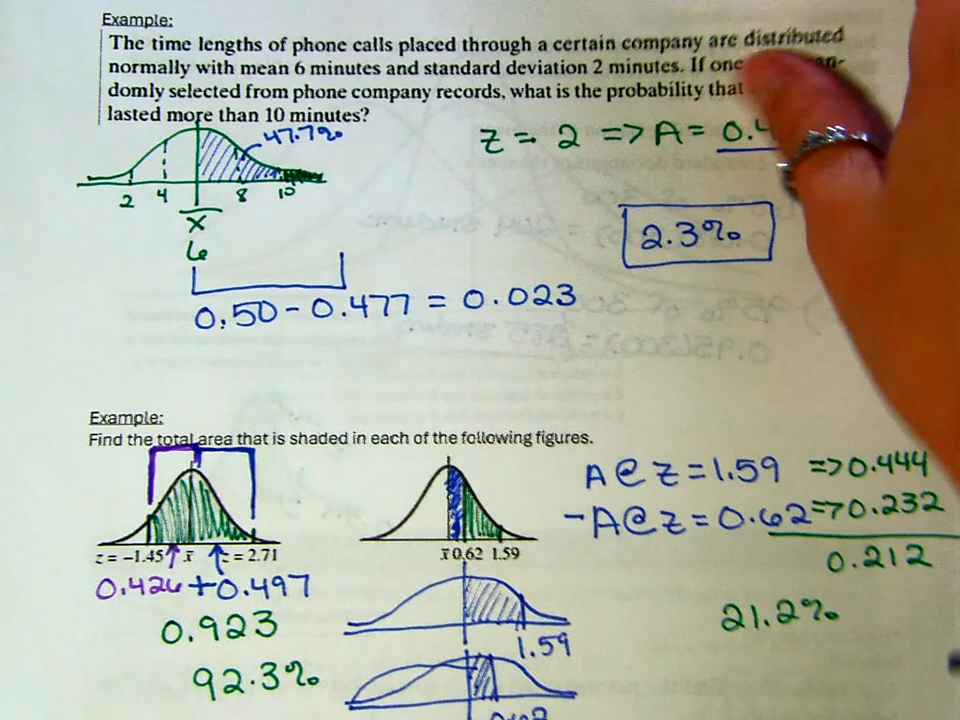 Example:
The time lengths of phone calls placed through a certain company are distributed
normally with mean 6 minutes and standard deviation 2 minutes. If one
domly selected from phone company records, what is the probability that
lasted more than 10 minutes?
47.7%
z = 2 => A = 0.4
2 4 8 10
x̅
6
2.3%
0.50 - 0.477 = 0.023
Example:
Find the total area that is shaded in each of the following figures.
A @ z = 1.59 => 0.444
- A @ z = 0.62 => 0.232
0.212
21.2%
z = −1.45 x̅ = 2.71
x̅ 0.62 1.59
0.426 + 0.497
0.923
92.3%
1.59